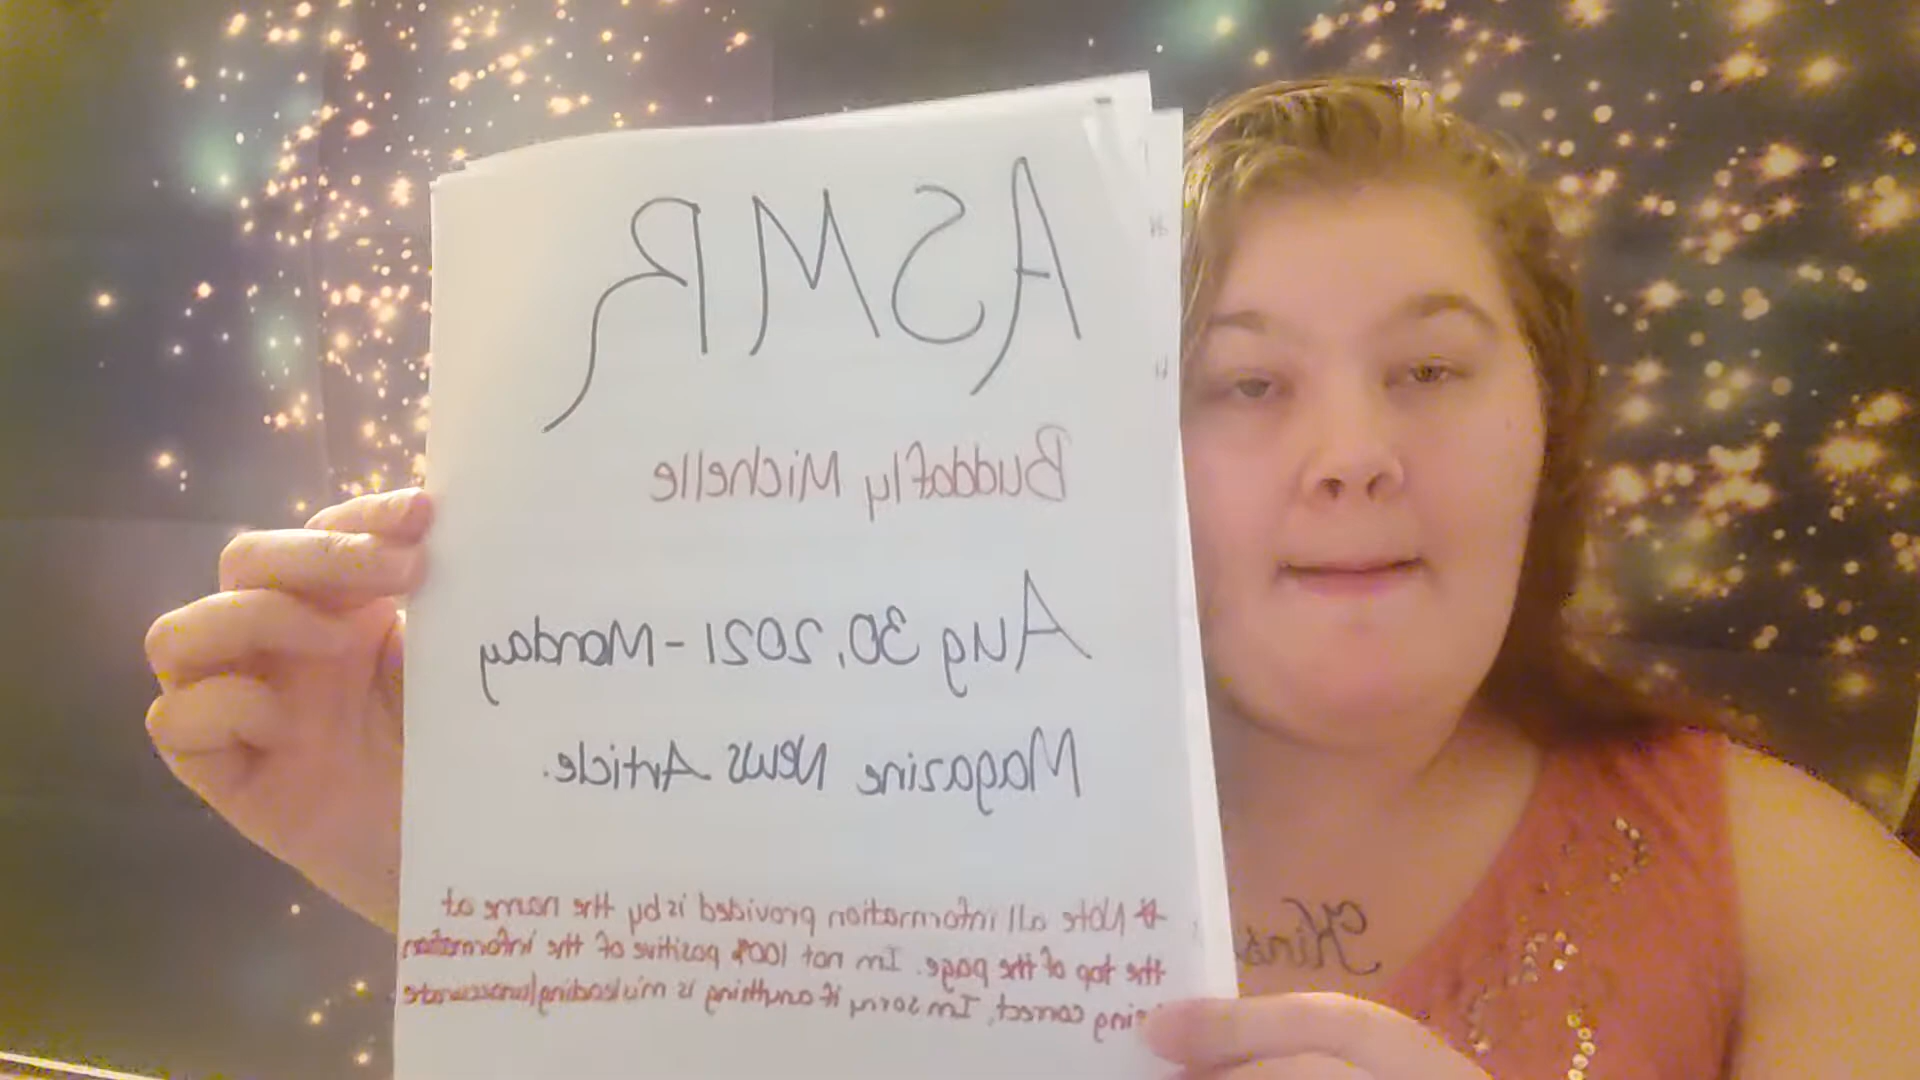 ASMR
Buddafly Michelle
Aug 30, 2021 - Monday
Magazine News Article.
* Note all information provided is by the name at
the top of the page. Im not 100% positive of the information
being correct, Im sorry if anything is misleading/unaccurate
Kins